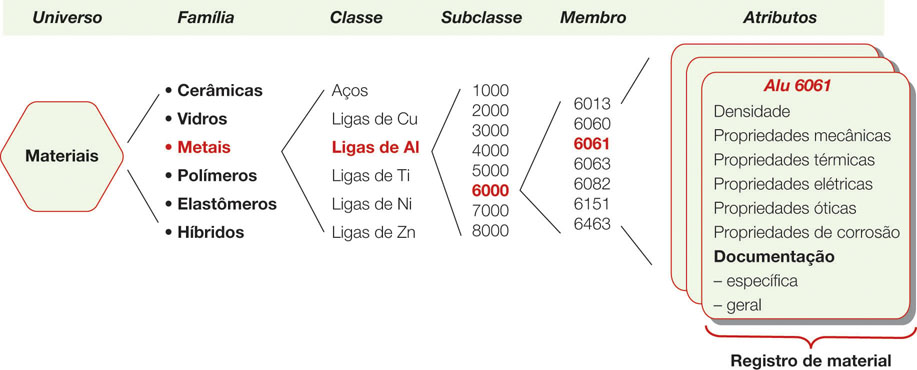 Universo Família Classe Subclasse Membro Atributos
Materiais
• Cerâmicas
• Vidros
• Metais
• Polímeros
• Elastômeros
• Híbridos
Aços
Ligas de Cu
Ligas de Al
Ligas de Ti
Ligas de Ni
Ligas de Zn
1000
2000
3000
4000
5000
6000
7000
8000
6013
6060
6061
6063
6082
6151
6463
Alu 6061
Densidade
Propriedades mecânicas
Propriedades térmicas
Propriedades elétricas
Propriedades óticas
Propriedades de corrosão
Documentação
– específica
– geral
Registro de material